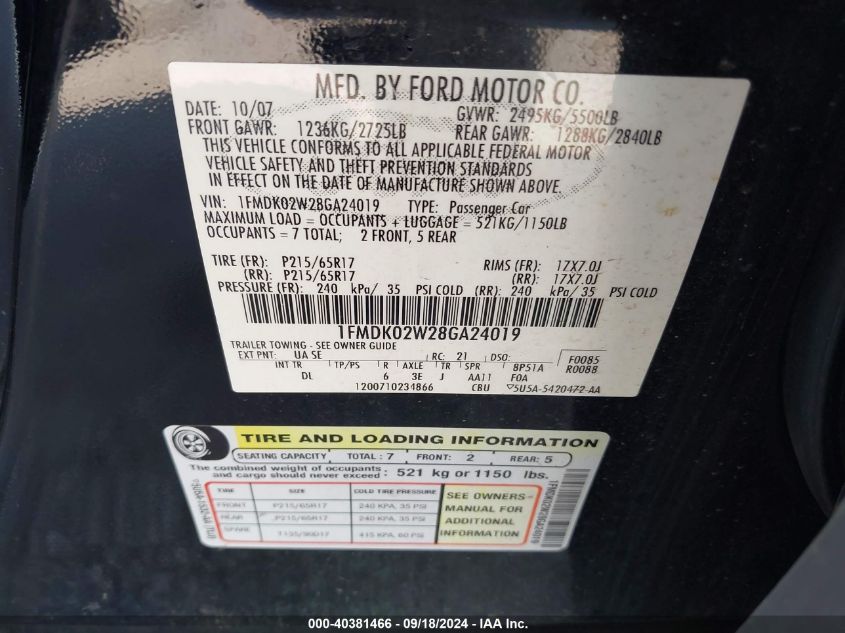 MFD. BY FORD MOTOR CO.
DATE: 10/07 GVWR: 2495KG/5500LB
FRONT GAWR: 1236KG/2725LB REAR GAWR: 1288KG/2840LB
THIS VEHICLE CONFORMS TO ALL APPLICABLE FEDERAL MOTOR
VEHICLE SAFETY AND THEFT PREVENTION STANDARDS
IN EFFECT ON THE DATE OF MANUFACTURE SHOWN ABOVE.
VIN: 1FMDK02W28GA24019 TYPE: Passenger Car
MAXIMUM LOAD = OCCUPANTS + LUGGAGE = 521KG/1150LB
OCCUPANTS = 7 TOTAL; 2 FRONT, 5 REAR
TIRE (FR): P215/65R17 RIMS (FR): 17X7.0J
(RR): P215/65R17 (RR): 17X7.0J
PRESSURE (FR): 240 kPa/ 35 PSI COLD (RR): 240 kPa/ 35 PSI COLD
1FMDK02W28GA24019
TRAILER TOWING - SEE OWNER GUIDE
EXT PNT: UA SE RC: 21 DSO: F0085
INT TR TP/PS R AXLE TR SPR 8P51A R0088
DL 6 3E J AA11 F0A
1200710234866 CBU 5U5A-5420472-AA
TIRE AND LOADING INFORMATION
SEATING CAPACITY TOTAL: 7 FRONT: 2 REAR: 5
The combined weight of occupants and cargo should never exceed: 521 kg or 1150 lbs.
TIRE SIZE COLD TIRE PRESSURE
FRONT P215/65R17 240 KPA, 35 PSI
REAR P215/65R17 240 KPA, 35 PSI
SPARE T135/90D17 415 KPA, 60 PSI
SEE OWNERS
MANUAL FOR
ADDITIONAL
INFORMATION
1FMDK02W28GA24019
000-40381466 - 09/18/2024 - IAA Inc.